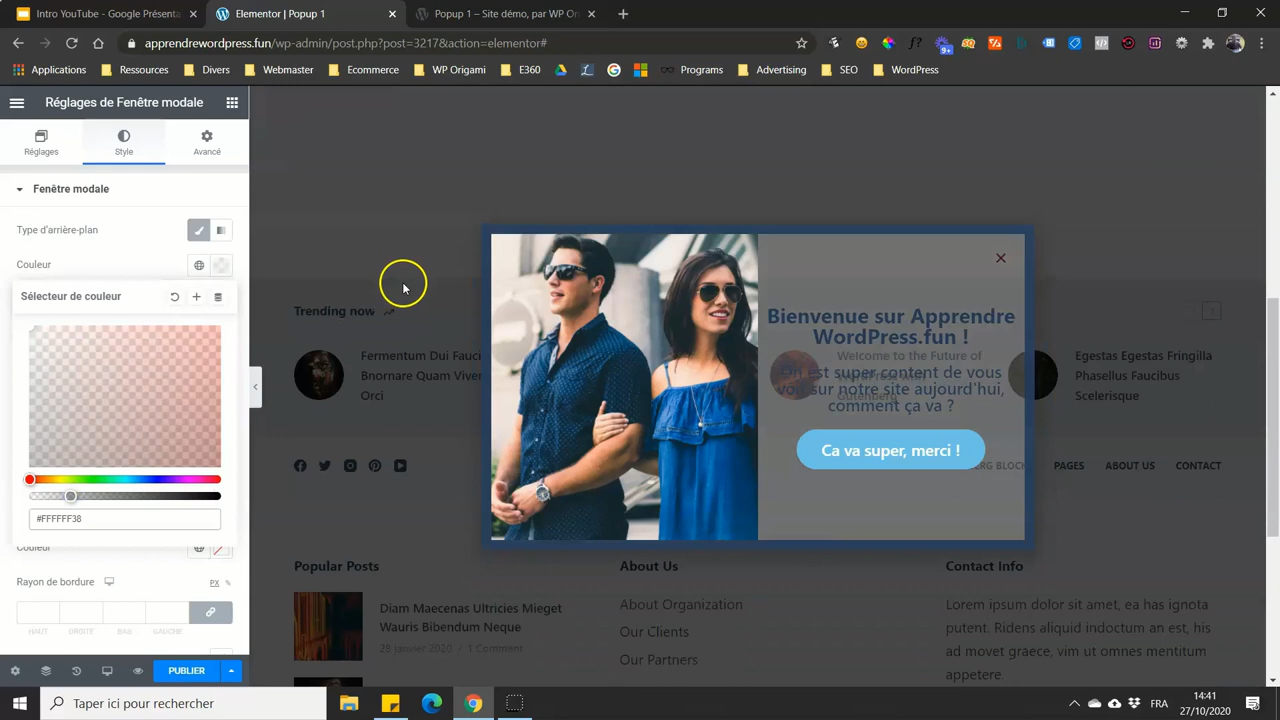 Intro YouTube - Google Présenta
Elementor | Popup 1
Popup 1 – Site démo, par WP On
apprendrewordpress.fun/wp-admin/post.php?post=3217&action=elementor#
9+
Applications
Ressources
Divers
Webmaster
Ecommerce
WP Origami
E360
Programs
Advertising
SEO
WordPress
Réglages de Fenêtre modale
Réglages
Style
Avancé
Fenêtre modale
Type d'arrière-plan
Couleur
Sélecteur de couleur
#FFFFFF38
Couleur
Rayon de bordure
PX %
HAUT DROITE BAS GAUCHE
PUBLIER
Trending now
Fermentum Dui Fauci
Bnornare Quam Viver
Orci
Bienvenue sur Apprendre
WordPress.fun !
Welcome to the Future of
WordPress with
Gutenberg
On est super content de vous
voir sur notre site aujourd'hui,
comment ça va ?
Ca va super, merci !
Egestas Egestas Fringilla
Phasellus Faucibus
Scelerisque
ERG BLOCK
PAGES
ABOUT US
CONTACT
Popular Posts
About Us
Contact Info
Diam Maecenas Ultricies Mieget
Wauris Bibendum Neque
28 janvier 2020 / 1 Comment
About Organization
Our Clients
Our Partners
Lorem ipsum dolor sit amet, ea has ignota
putent. Ridens aliquid indoctum an est, lucid
ad movet graece, vim ut omnes mentitum
appetere.
Taper ici pour rechercher
FRA
14:41
27/10/2020